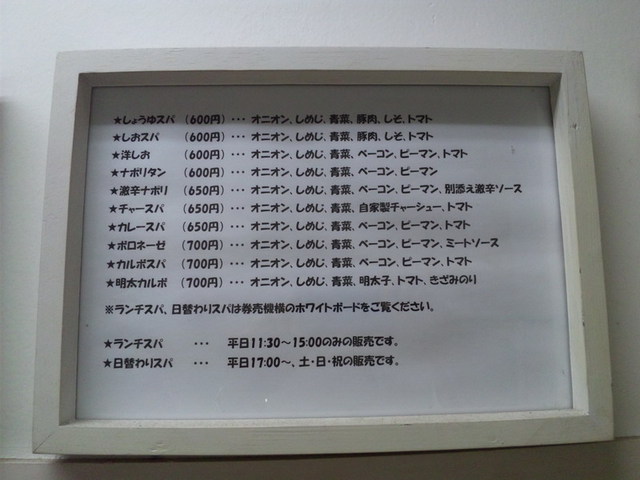 ★しょうゆスパ （600円）・・・ オニオン、しめじ、青菜、豚肉、しそ、トマト
★しおスパ （600円）・・・ オニオン、しめじ、青菜、豚肉、しそ、トマト
★洋しお （600円）・・・ オニオン、しめじ、青菜、ベーコン、ピーマン、トマト
★ナポリタン （600円）・・・ オニオン、しめじ、青菜、ベーコン、ピーマン
★激辛ナポリ （650円）・・・ オニオン、しめじ、青菜、ベーコン、ピーマン、別添え激辛ソース
★チャースパ （650円）・・・ オニオン、しめじ、青菜、自家製チャーシュー、トマト
★カレースパ （650円）・・・ オニオン、しめじ、青菜、ベーコン、ピーマン、トマト
★ボロネーゼ （700円）・・・ オニオン、しめじ、青菜、ベーコン、ピーマン、ミートソース
★カルボスパ （700円）・・・ オニオン、しめじ、青菜、ベーコン、ピーマン、トマト
★明太カルボ （700円）・・・ オニオン、しめじ、青菜、明太子、トマト、きざみのり
※ランチスパ、日替わりスパは券売機横のホワイトボードをご覧ください。
★ランチスパ ・・・ 平日11:30～15:00のみの販売です。
★日替わりスパ ・・・ 平日17:00～、土・日・祝の販売です。